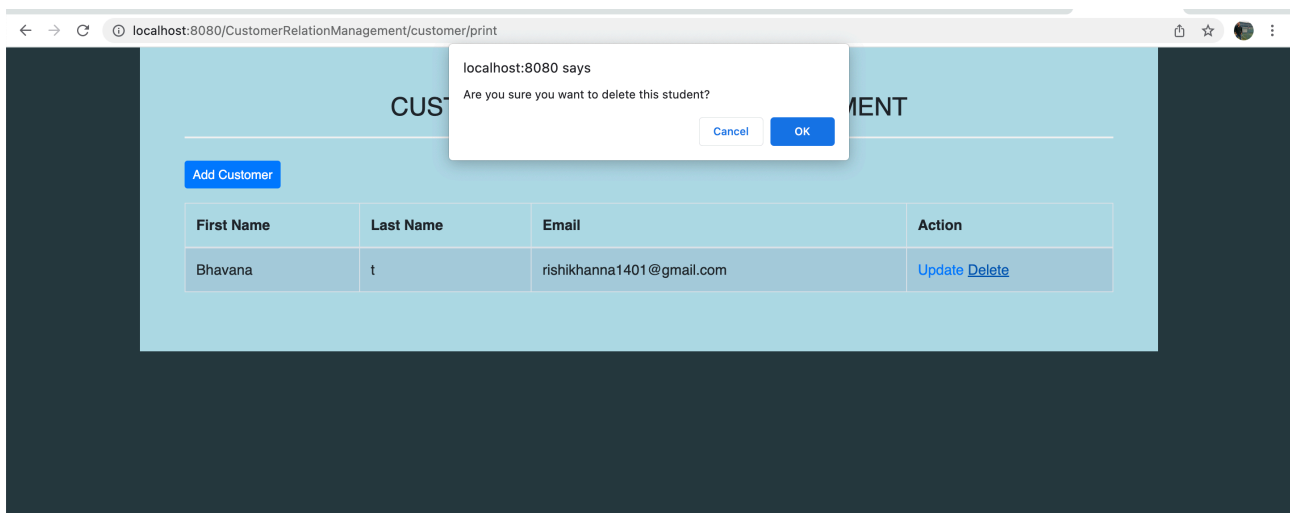 localhost:8080/CustomerRelationManagement/customer/print
localhost:8080 says
Are you sure you want to delete this student?
Cancel OK
Add Customer
First Name Last Name Email Action
Bhavana t rishikhanna1401@gmail.com Update Delete